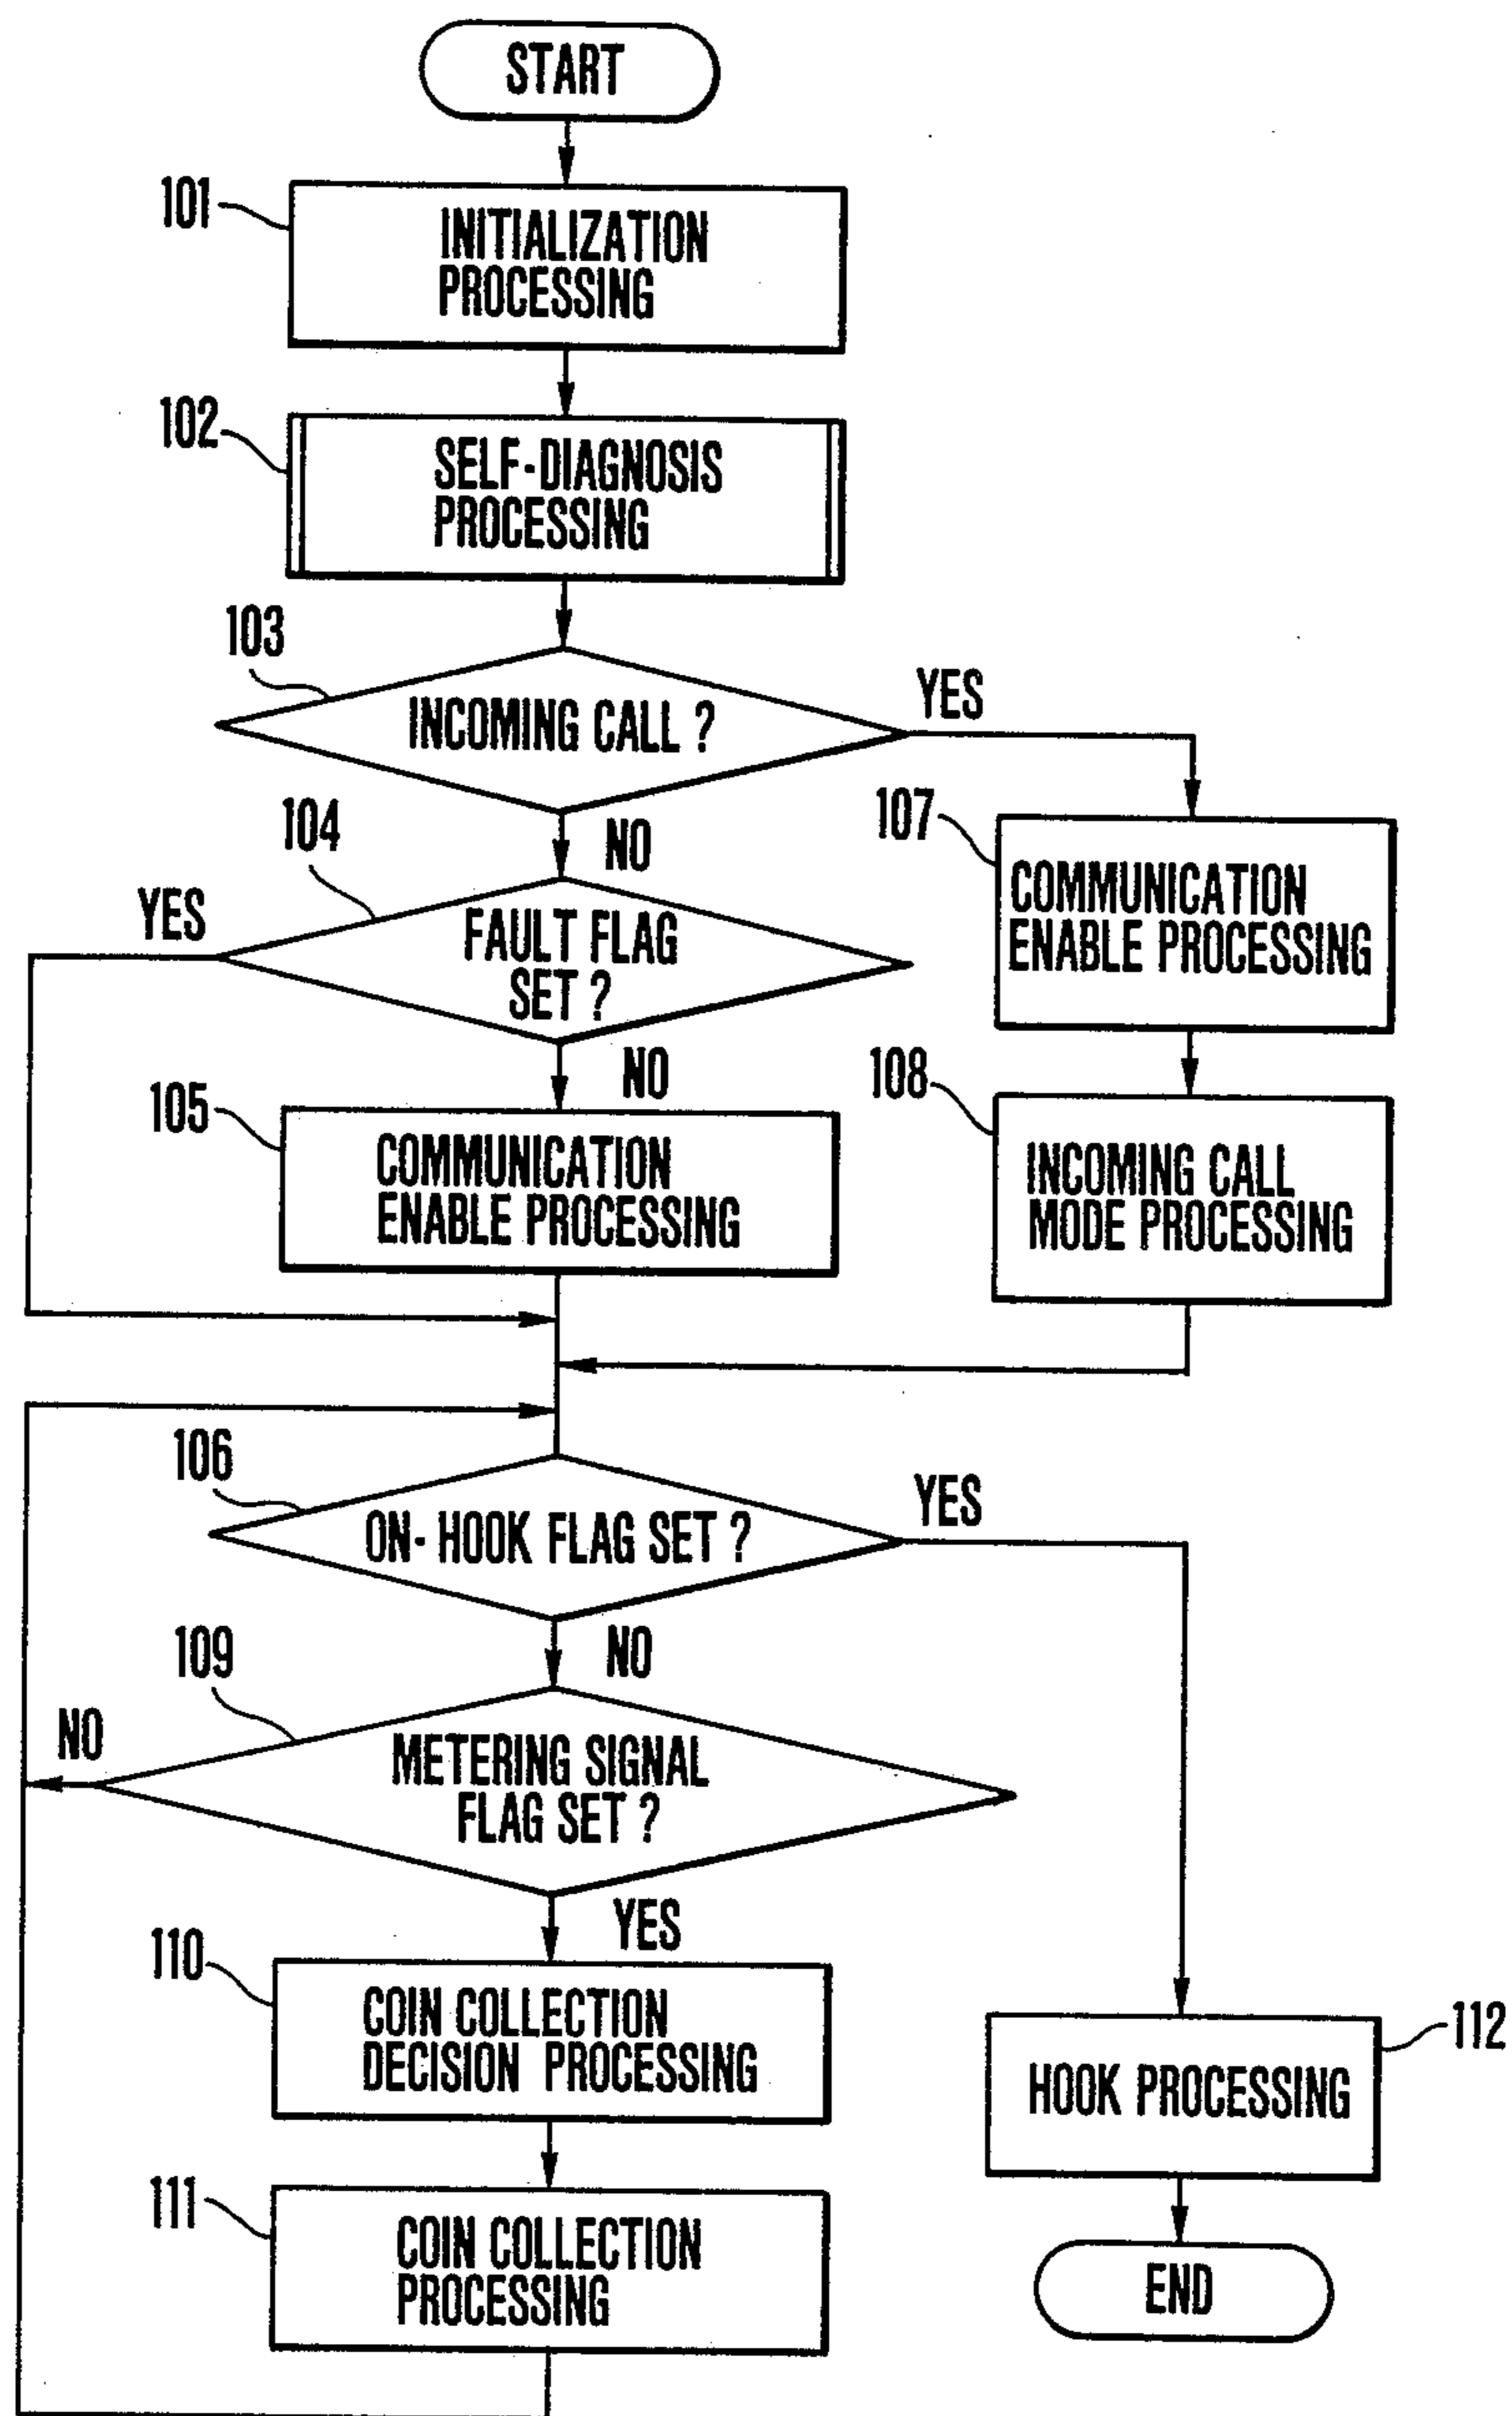 START
101
INITIALIZATION
PROCESSING
102
SELF-DIAGNOSIS
PROCESSING
103
INCOMING CALL ?
YES
NO
104
YES
FAULT FLAG
SET ?
NO
107
COMMUNICATION
ENABLE PROCESSING
105
COMMUNICATION
ENABLE PROCESSING
108
INCOMING CALL
MODE PROCESSING
106
ON-HOOK FLAG SET ?
YES
NO
109
NO
METERING SIGNAL
FLAG SET ?
YES
110
COIN COLLECTION
DECISION PROCESSING
111
COIN COLLECTION
PROCESSING
112
HOOK PROCESSING
END